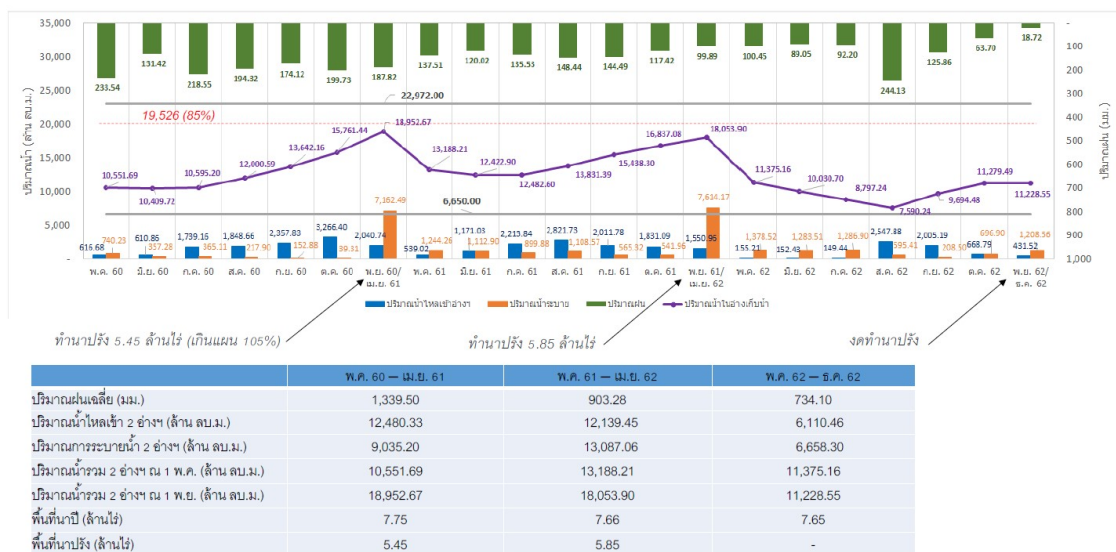 35,000
30,000
25,000
20,000
15,000
10,000
5,000
-
ปริมาณน้ำ (ล้าน ลบ.ม.)
-
100
200
300
400
500
600
700
800
900
1,000
ปริมาณฝน (มม.)
233.54 131.42 218.55 194.32 174.12 199.73 187.82 137.51 120.02 135.53 148.44 144.49 117.42 99.89 100.45 89.05 92.20 244.13 125.86 63.70 18.72
22,972.00
19,526 (85%)
10,551.69 10,409.72 10,595.20 12,000.59 13,642.16 15,761.44 18,952.67 13,188.21 12,422.90 12,482.60 13,831.39 15,438.30 16,837.08 18,053.90 11,375.16 10,030.70 8,797.24 7,590.24 9,694.48 11,279.49 11,228.55
6,650.00
616.68 610.86 1,739.16 1,848.66 2,357.83 3,266.40 2,040.74 539.02 1,171.03 2,213.84 2,821.73 2,011.78 1,831.09 1,550.96 155.21 152.43 149.44 2,547.88 2,005.19 668.79 431.52
740.23 357.28 365.11 217.90 152.88 39.31 7,162.49 1,244.26 1,112.90 899.88 1,108.57 565.32 541.96 7,614.17 1,378.52 1,283.51 1,286.90 595.41 208.50 696.90 1,208.56
พ.ค. 60 มิ.ย. 60 ก.ค. 60 ส.ค. 60 ก.ย. 60 ต.ค. 60 พ.ย. 60/ เม.ย. 61 พ.ค. 61 มิ.ย. 61 ก.ค. 61 ส.ค. 61 ก.ย. 61 ต.ค. 61 พ.ย. 61/ เม.ย. 62 พ.ค. 62 มิ.ย. 62 ก.ค. 62 ส.ค. 62 ก.ย. 62 ต.ค. 62 พ.ย. 62/ ธ.ค. 62
ปริมาณน้ำไหลเข้าอ่างฯ ปริมาณน้ำระบาย ปริมาณฝน ปริมาณน้ำในอ่างเก็บน้ำ
ทำนาปรัง 5.45 ล้านไร่ (เกินแผน 105%) ทำนาปรัง 5.85 ล้านไร่ งดทำนาปรัง
พ.ค. 60 – เม.ย. 61 พ.ค. 61 – เม.ย. 62 พ.ค. 62 – ธ.ค. 62
ปริมาณฝนเฉลี่ย (มม.) 1,339.50 903.28 734.10
ปริมาณน้ำไหลเข้า 2 อ่างฯ (ล้าน ลบ.ม.) 12,480.33 12,139.45 6,110.46
ปริมาณการระบายน้ำ 2 อ่างฯ (ล้าน ลบ.ม.) 9,035.20 13,087.06 6,658.30
ปริมาณน้ำรวม 2 อ่างฯ ณ 1 พ.ค. (ล้าน ลบ.ม.) 10,551.69 13,188.21 11,375.16
ปริมาณน้ำรวม 2 อ่างฯ ณ 1 พ.ย. (ล้าน ลบ.ม.) 18,952.67 18,053.90 11,228.55
พื้นที่นาปี (ล้านไร่) 7.75 7.66 7.65
พื้นที่นาปรัง (ล้านไร่) 5.45 5.85 -